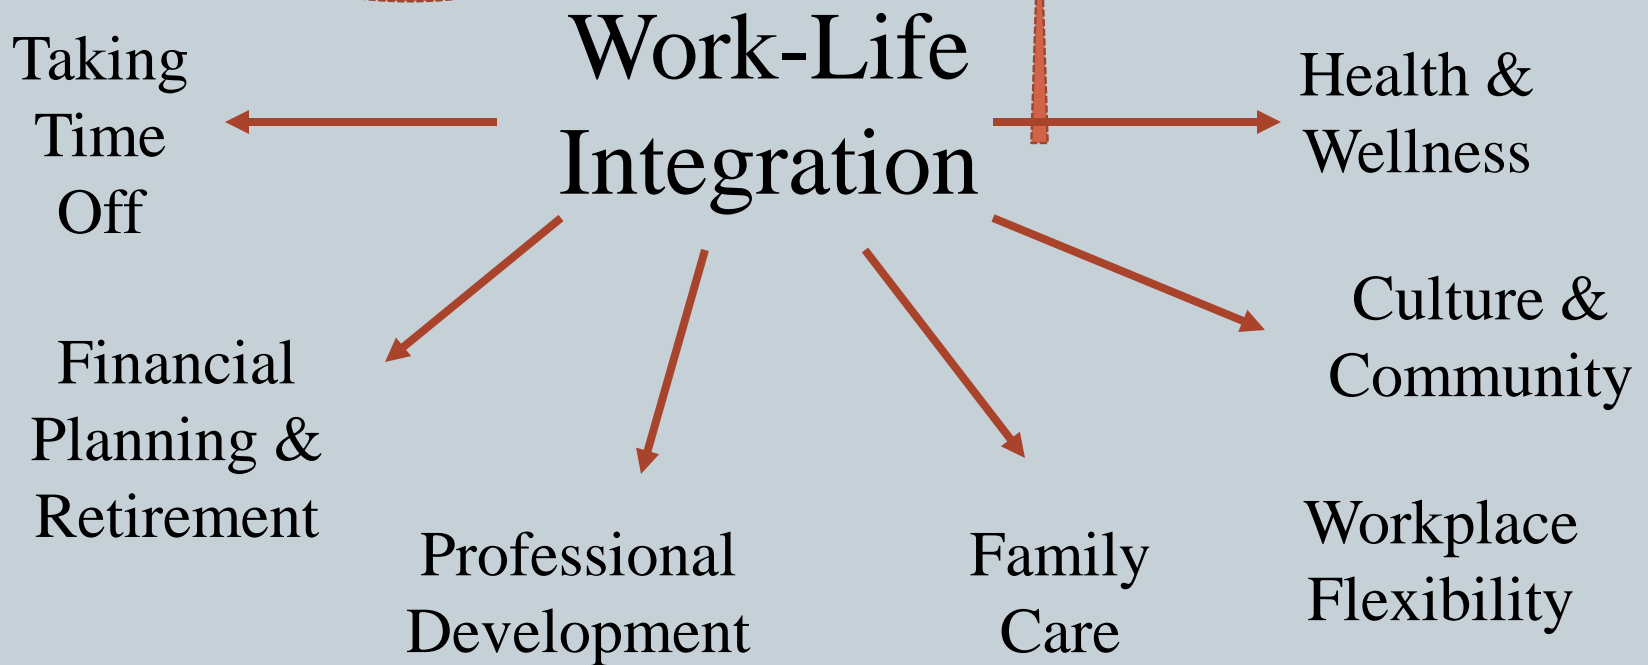 Work-Life
Integration
Taking
Time
Off
Health &
Wellness
Culture &
Community
Financial
Planning &
Retirement
Professional
Development
Family
Care
Workplace
Flexibility